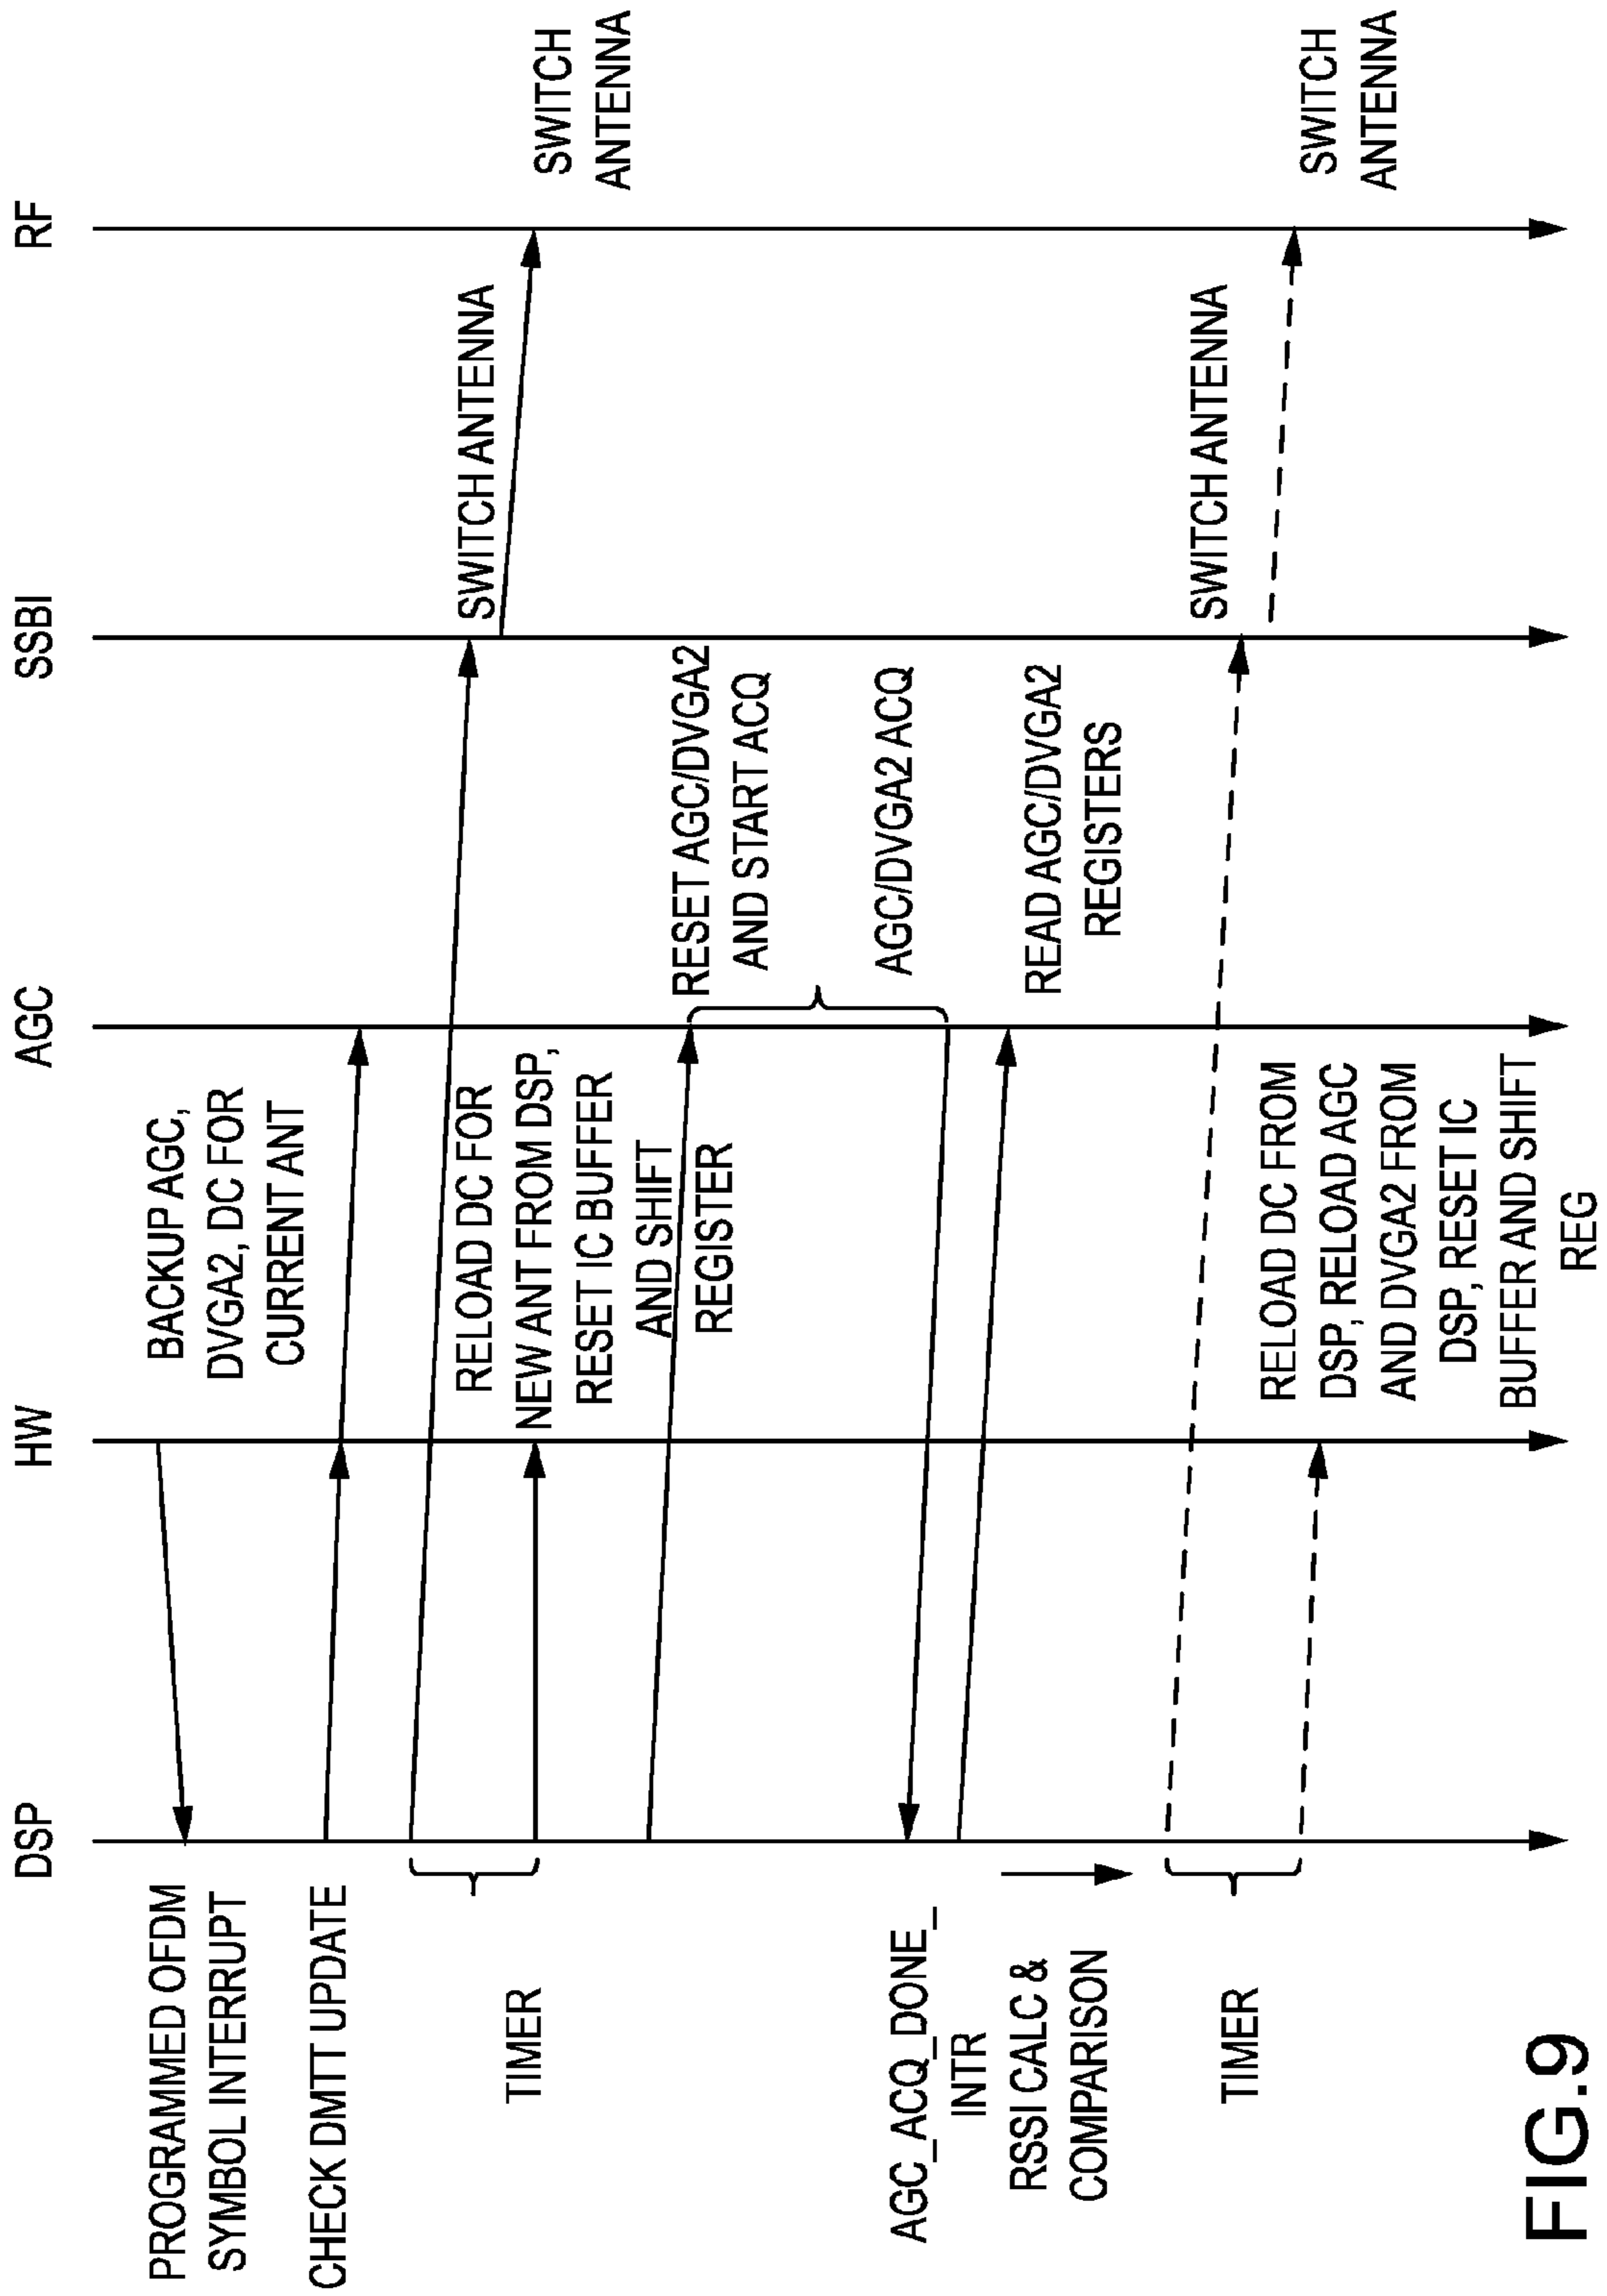 DSP
HW
AGC
SSBI
RF
PROGRAMMED OFDM
SYMBOL INTERRUPT
BACKUP AGC,
DVGA2, DC FOR
CURRENT ANT
CHECK DMTT UPDATE
SWITCH ANTENNA
SWITCH
ANTENNA
TIMER
RELOAD DC FOR
NEW ANT FROM DSP,
RESET IC BUFFER
AND SHIFT
REGISTER
RESET AGC/DVGA2
AND START ACQ
AGC/DVGA2 ACQ
AGC_ACQ_DONE_
INTR
READ AGC/DVGA2
REGISTERS
RSSI CALC &
COMPARISON
SWITCH ANTENNA
SWITCH
ANTENNA
TIMER
RELOAD DC FROM
DSP, RELOAD AGC
AND DVGA2 FROM
DSP, RESET IC
BUFFER AND SHIFT
REG
FIG.9